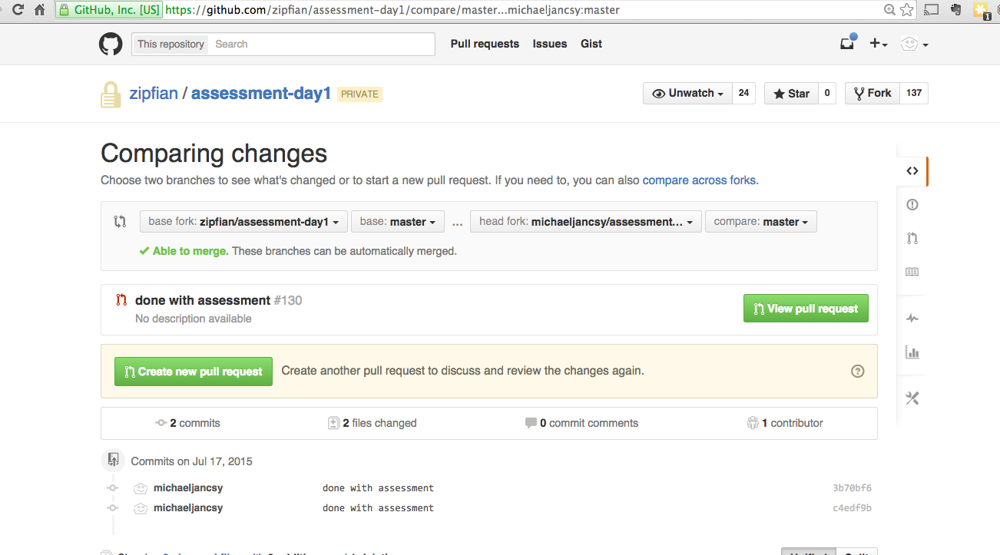 GitHub, Inc. [US] https://github.com/zipfian/assessment-day1/compare/master...michaeljancsy:master
1
This repository Search Pull requests Issues Gist
zipfian / assessment-day1 PRIVATE Unwatch 24 Star 0 Fork 137
Comparing changes
Choose two branches to see what's changed or to start a new pull request. If you need to, you can also compare across forks.
base fork: zipfian/assessment-day1 base: master ... head fork: michaeljancsy/assessment... compare: master
Able to merge. These branches can be automatically merged.
done with assessment #130
No description available
View pull request
Create new pull request Create another pull request to discuss and review the changes again.
2 commits 2 files changed 0 commit comments 1 contributor
Commits on Jul 17, 2015
michaeljancsy done with assessment 3b70bf6
michaeljancsy done with assessment c4edf9b